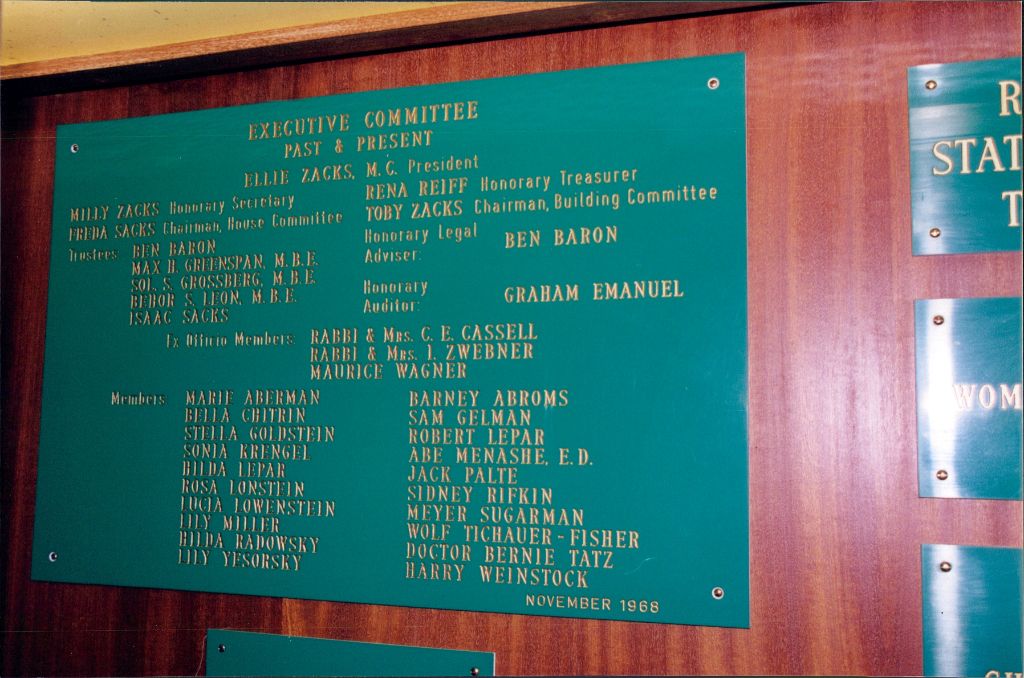 EXECUTIVE COMMITTEE
PAST & PRESENT
ELLIE ZACKS, M.C. President
MILLY ZACKS Honorary Secretary
RENA REIFF Honorary Treasurer
FREDA SACKS Chairman, House Committee
TOBY ZACKS Chairman, Building Committee
Trustees: BEN BARON
MAX H. GREENSPAN, M.B.E.
SOL. S. GROSSBERG, M.B.E.
BEHOR S. LEON, M.B.E.
ISAAC SACKS
Honorary Legal
Adviser:
BEN BARON
Honorary
Auditor:
GRAHAM EMANUEL
Ex Officio Members: RABBI & Mrs. C. E. CASSELL
RABBI & Mrs. I. ZWEBNER
MAURICE WAGNER
Members: MARIE ABERMAN
BELLA CHITRIN
STELLA GOLDSTEIN
SONIA KRENGEL
HILDA LEPAR
ROSA LONSTEIN
LUCIA LOWENSTEIN
LILY MILLER
HILDA RADOWSKY
LILY YESORSKY
BARNEY ABROMS
SAM GELMAN
ROBERT LEPAR
ABE MENASHE, E.D.
JACK PALTE
SIDNEY RIFKIN
MEYER SUGARMAN
WOLF TICHAUER-FISHER
DOCTOR BERNIE TATZ
HARRY WEINSTOCK
NOVEMBER 1968
R
STAT
T
WOM